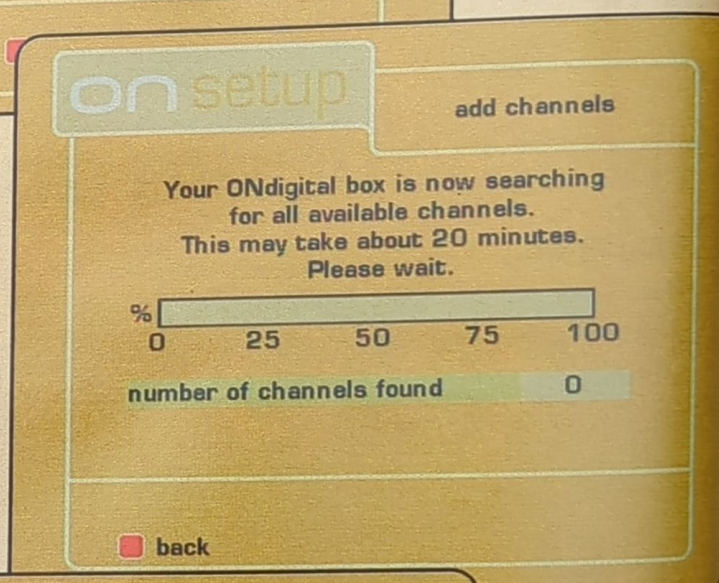 on setup
add channels
Your ONdigital box is now searching
for all available channels.
This may take about 20 minutes.
Please wait.
%
0 25 50 75 100
number of channels found 0
back